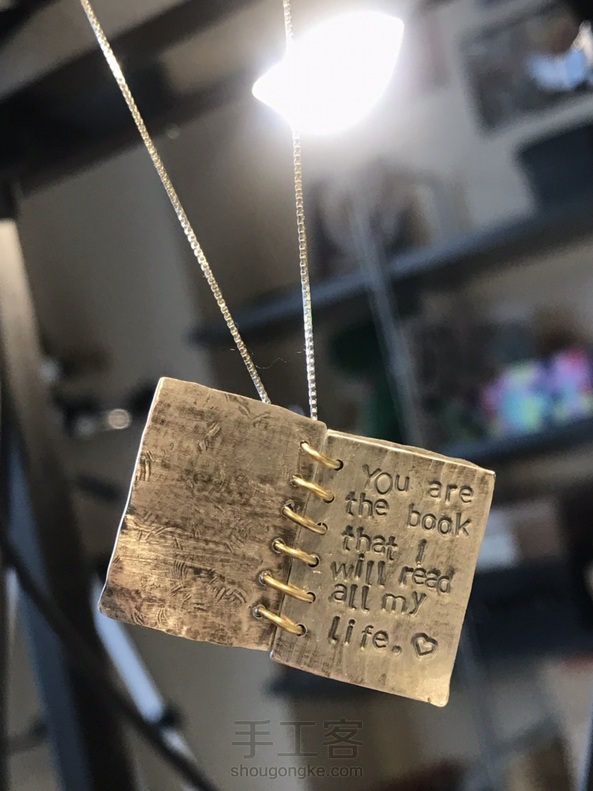 You are
the book
that I
will read
all my
life.
手工客
shougongke.com